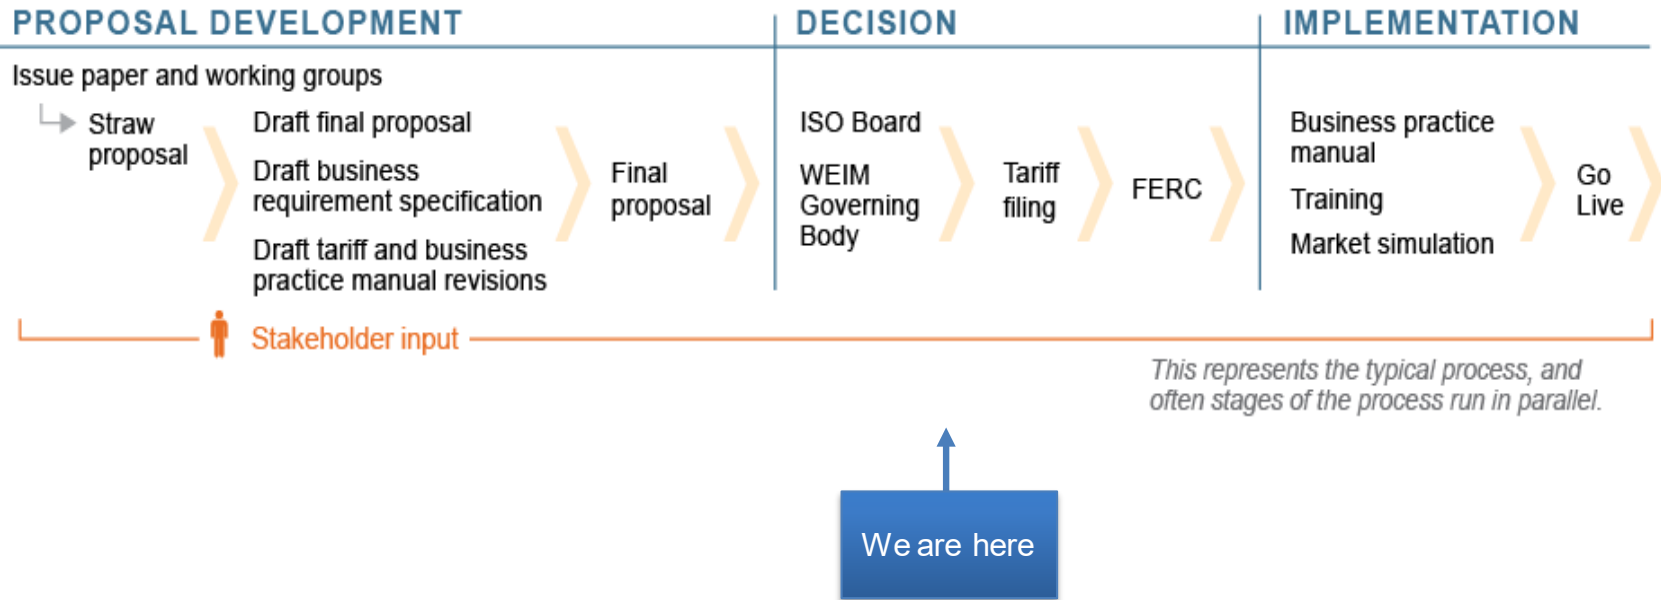 PROPOSAL DEVELOPMENT
DECISION
IMPLEMENTATION
Issue paper and working groups
Straw
proposal
Draft final proposal
Draft business
requirement specification
Draft tariff and business
practice manual revisions
Final
proposal
ISO Board
WEIM
Governing
Body
Tariff
filing
FERC
Business practice
manual
Training
Market simulation
Go
Live
Stakeholder input
This represents the typical process, and
often stages of the process run in parallel.
We are here